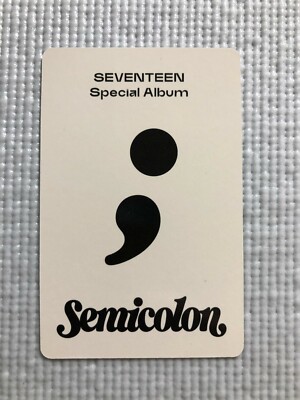 SEVENTEEN
Special Album
;
Semicolon